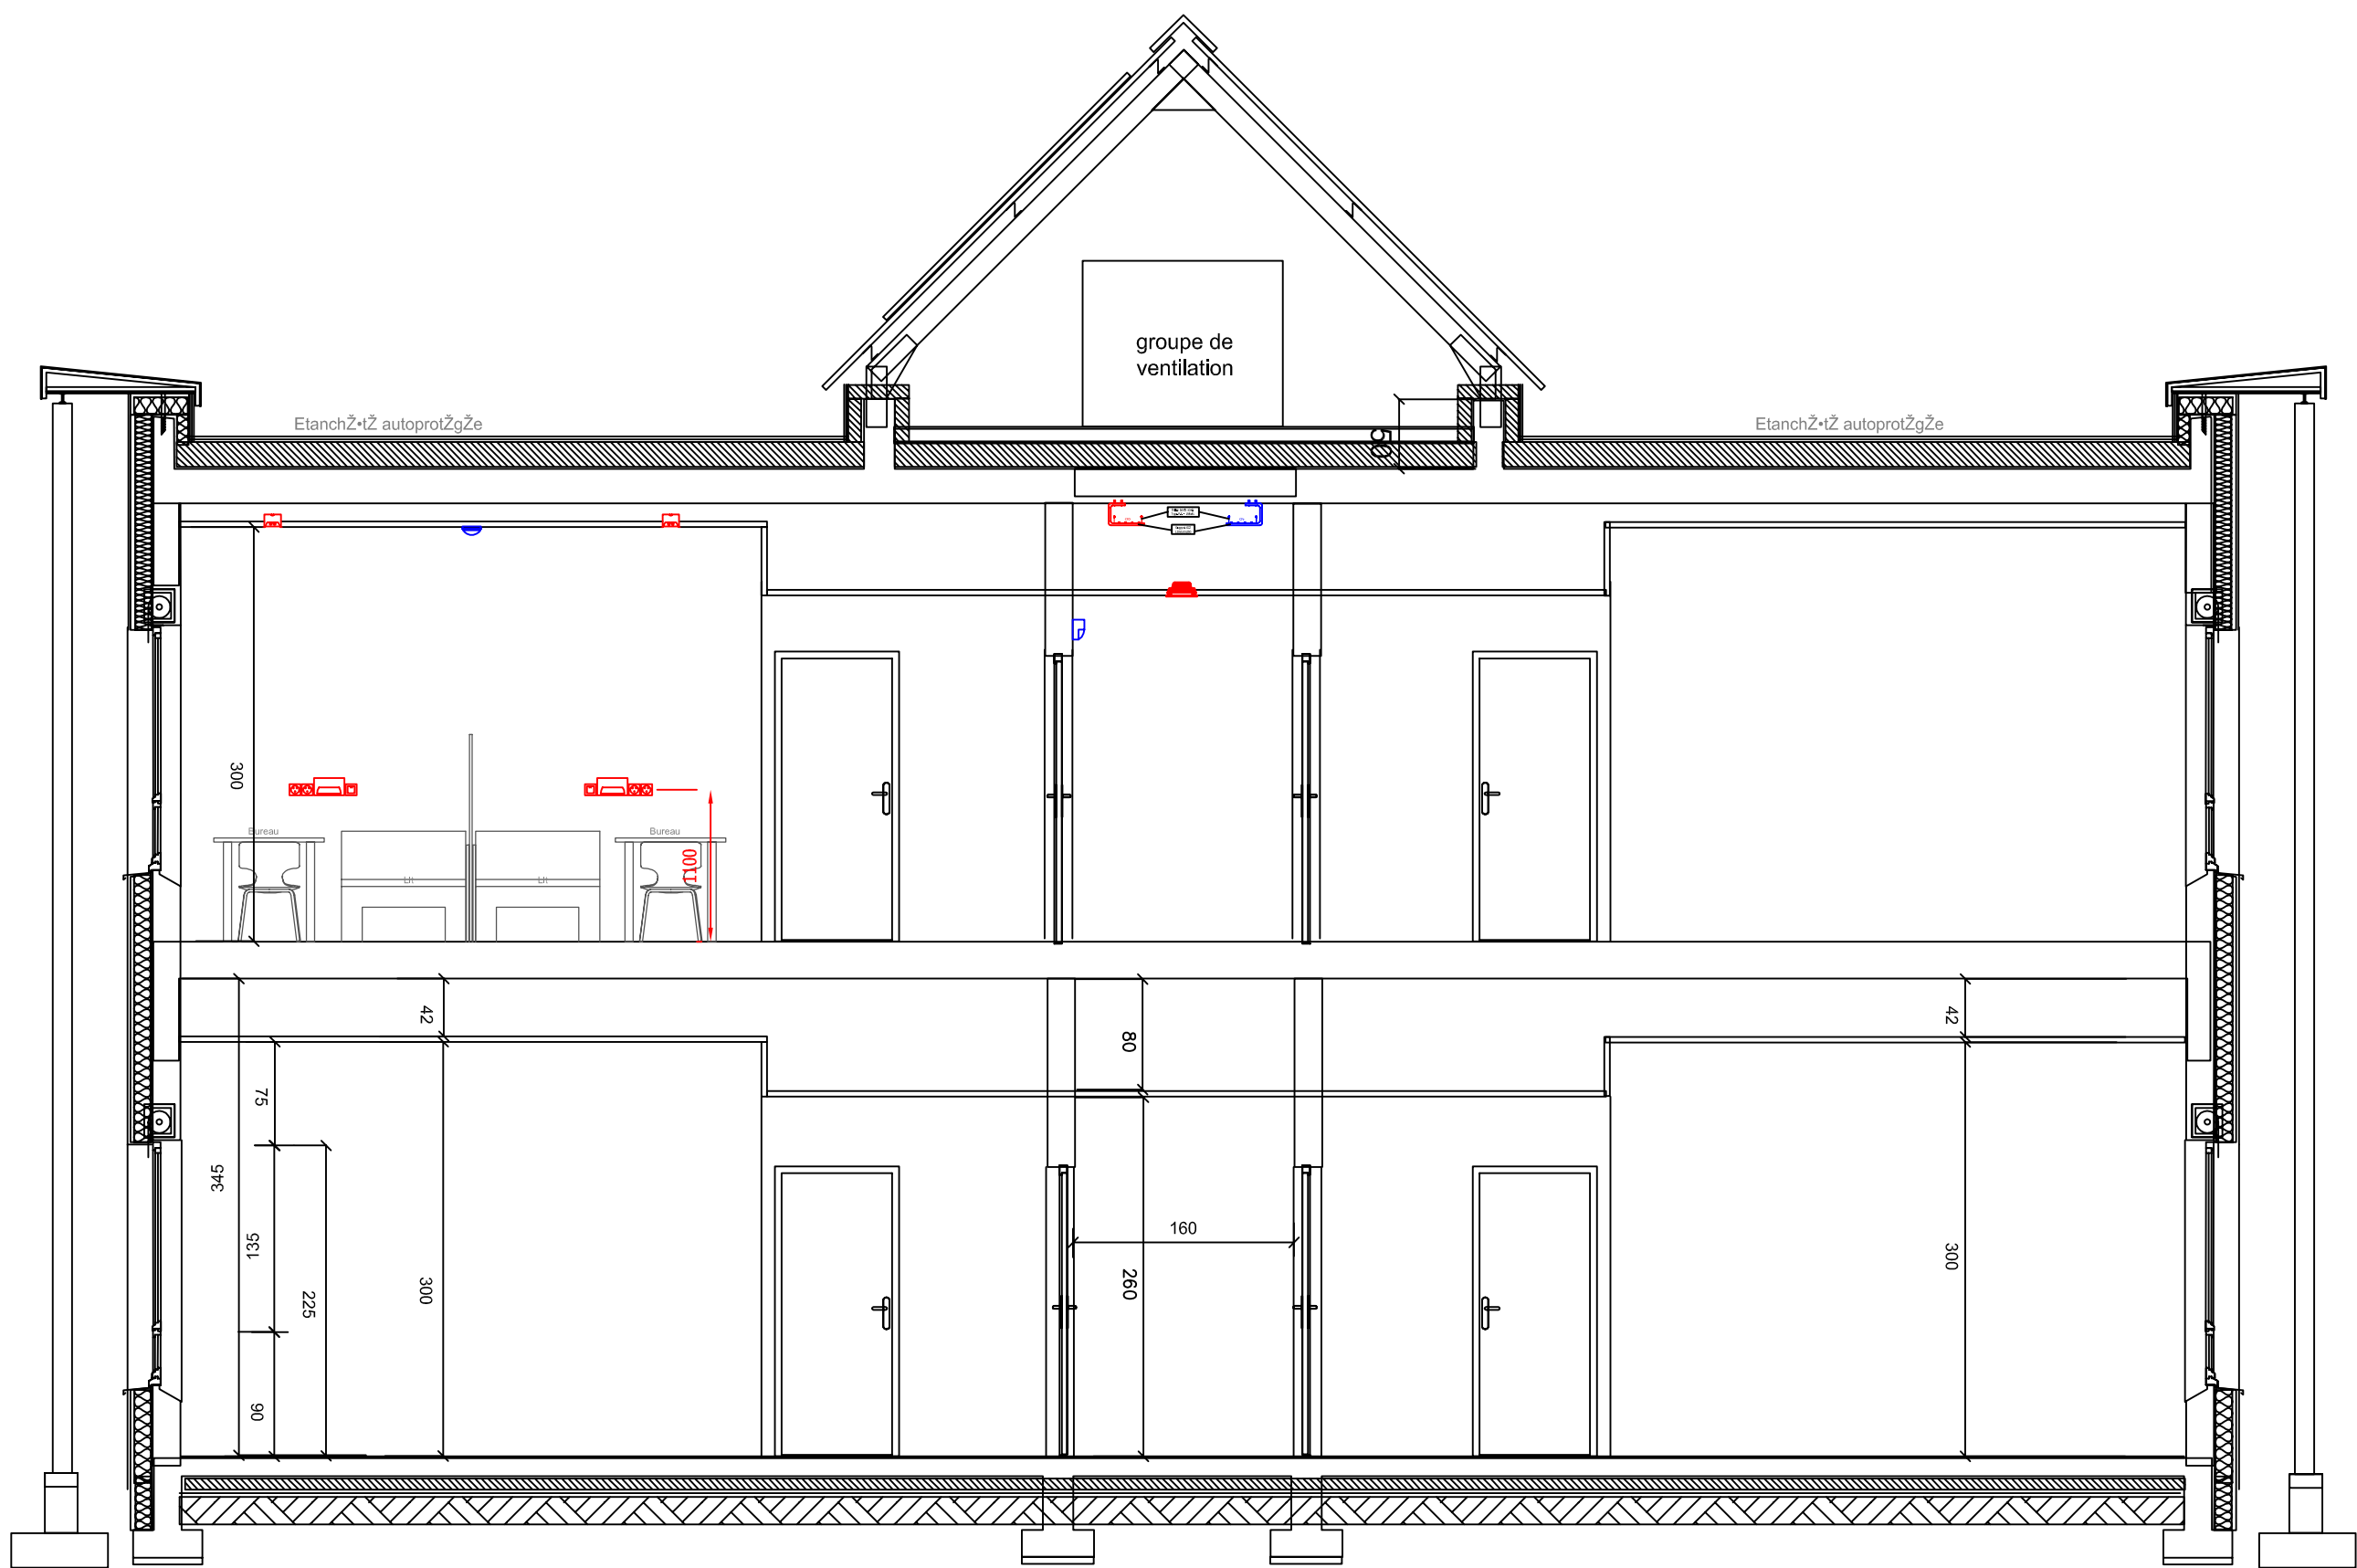 groupe de
ventilation
EtanchŽ•tŽ autoprotŽgŽe
EtanchŽ•tŽ autoprotŽgŽe
50
300
Bureau
Bureau
Lit
Lit
1100
42
80
42
75
345
135
225
300
90
160
260
300